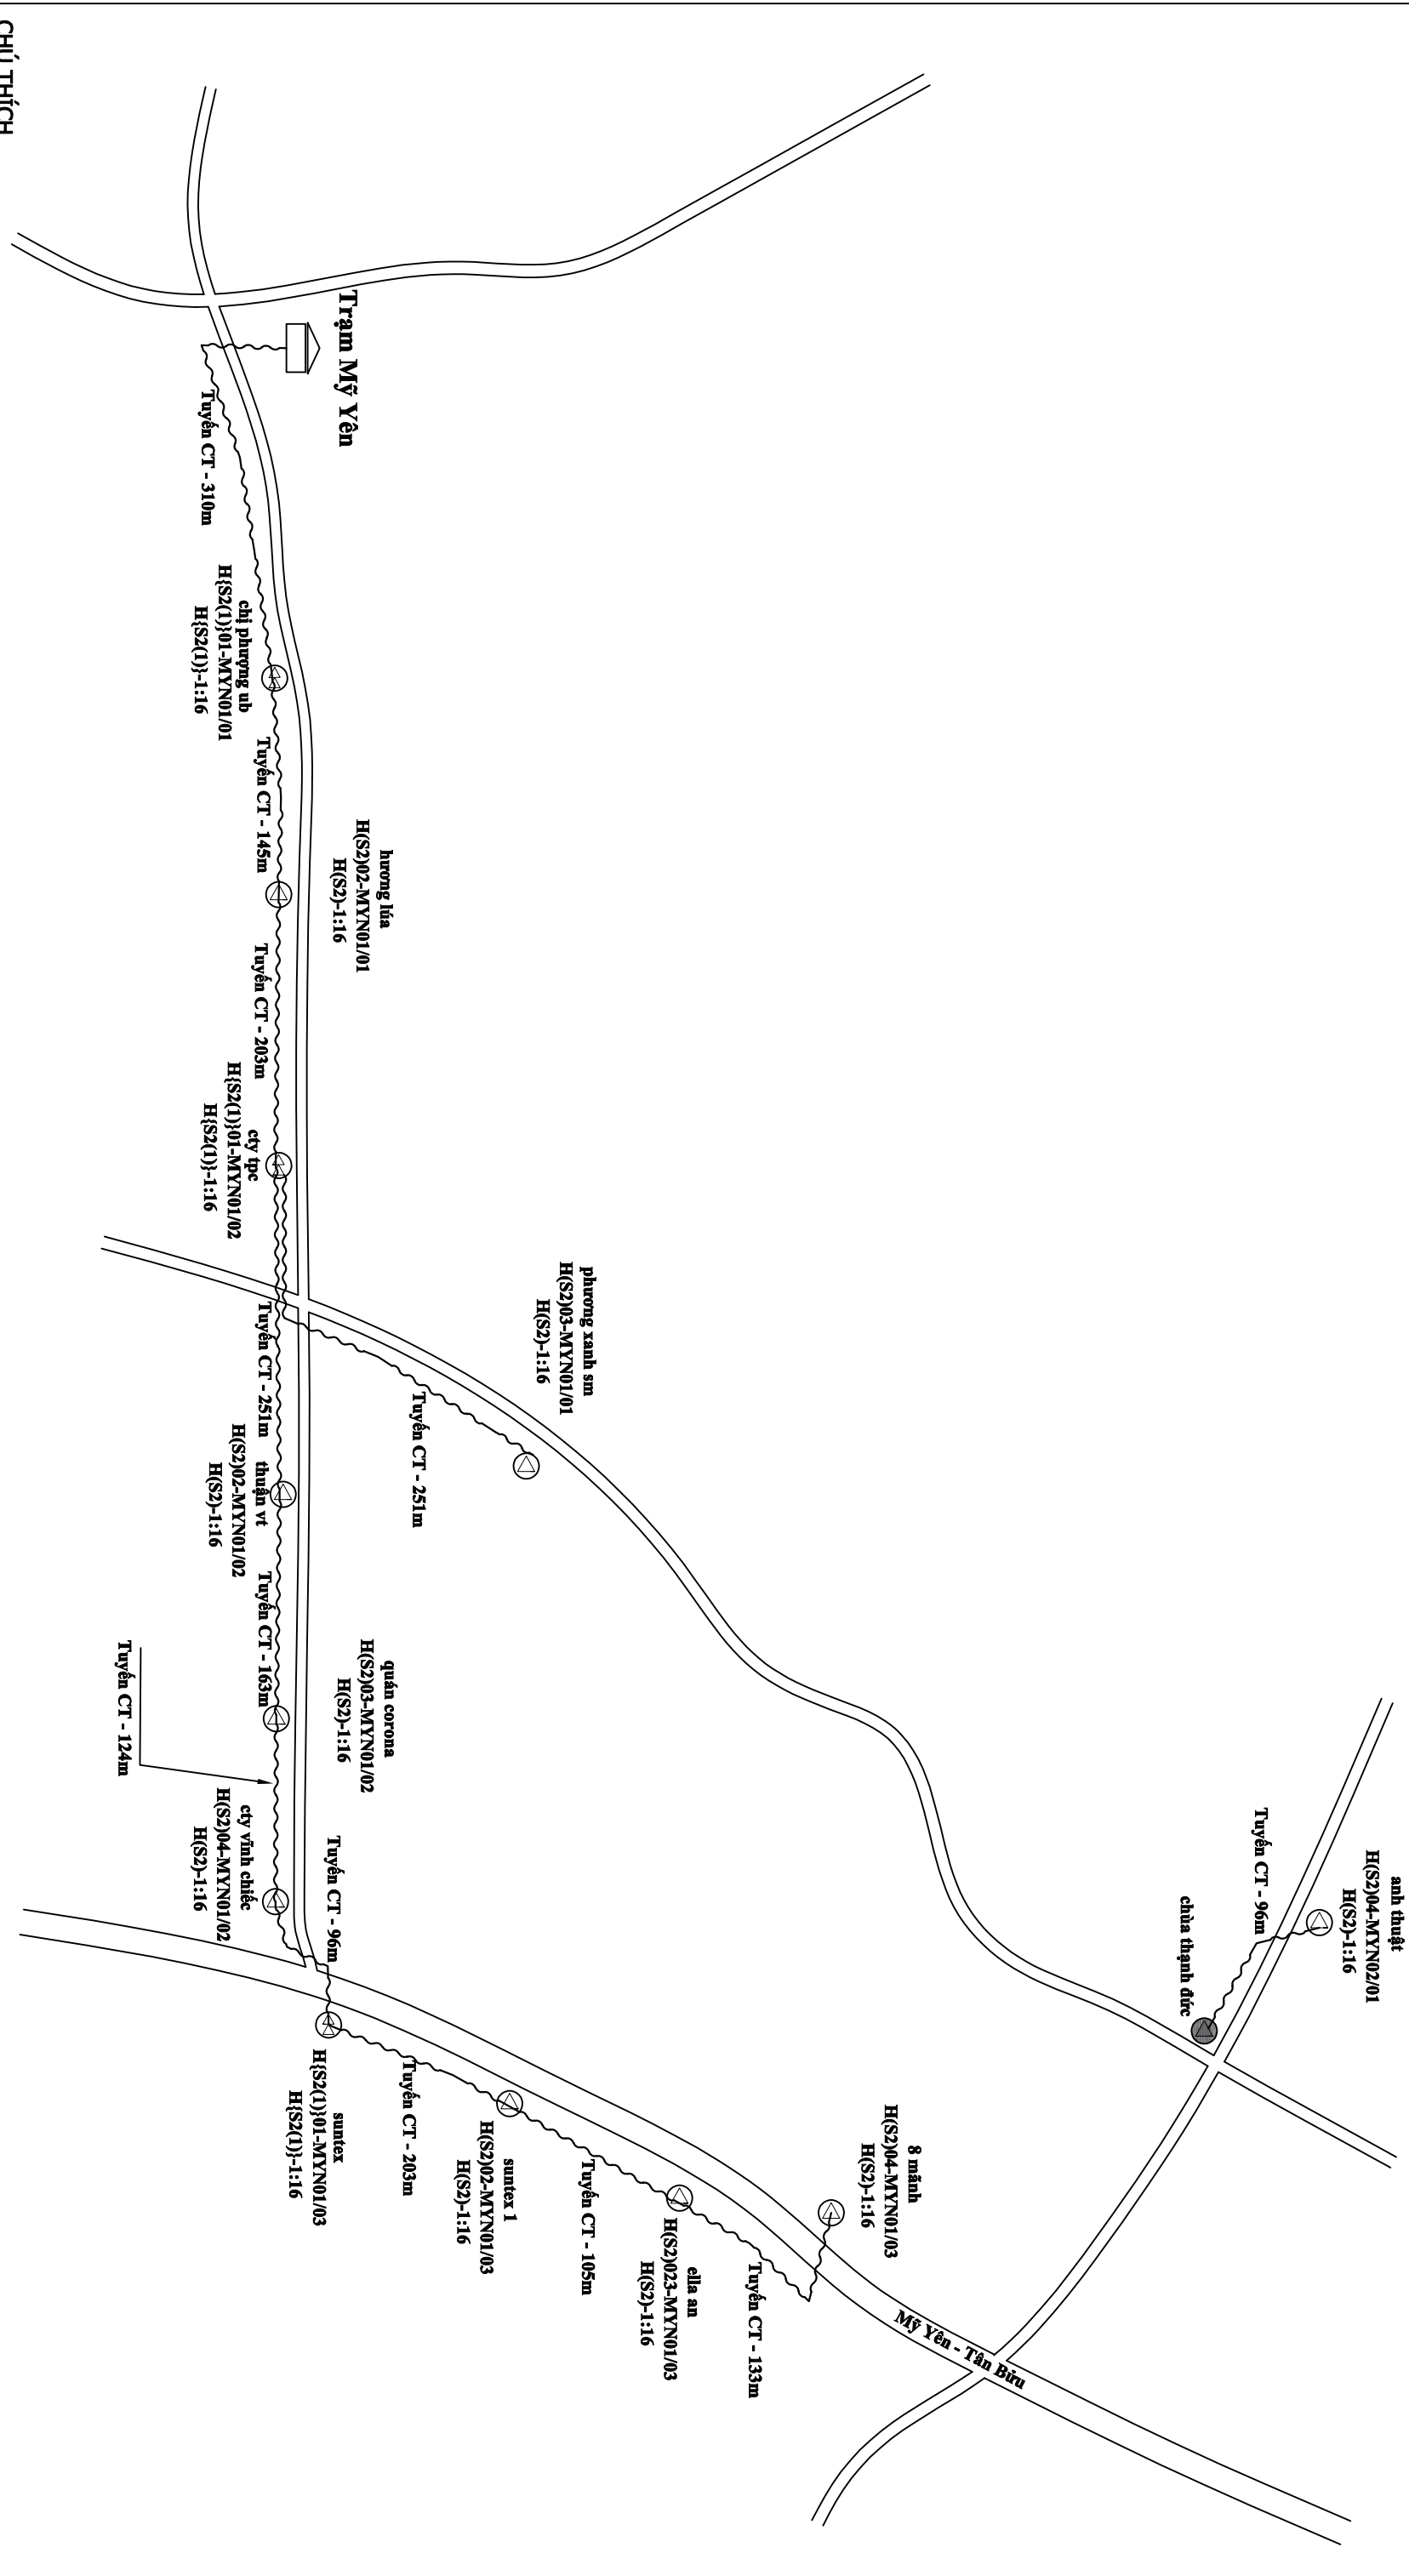 CHÚ THÍCH
Trạm Mỹ Yên
Tuyến CT - 310m
chị phượng ub
H{S2(1)}01-MYN01/01
H{S2(1)}-1:16
Tuyến CT - 145m
hương lúa
H(S2)02-MYN01/01
H(S2)-1:16
Tuyến CT - 203m
cty tpc
H{S2(1)}01-MYN01/02
H{S2(1)}-1:16
phương xanh sm
H(S2)03-MYN01/01
H(S2)-1:16
Tuyến CT - 251m
Tuyến CT - 251m
thuận vt
H(S2)02-MYN01/02
H(S2)-1:16
Tuyến CT - 163m
quán corona
H(S2)03-MYN01/02
H(S2)-1:16
Tuyến CT - 124m
cty vĩnh chiếc
H(S2)04-MYN01/02
H(S2)-1:16
Tuyến CT - 96m
anh thuật
H(S2)04-MYN02/01
H(S2)-1:16
Tuyến CT - 96m
chùa thạnh đức
suntex
H{S2(1)}01-MYN01/03
H{S2(1)}-1:16
Tuyến CT - 203m
suntex 1
H(S2)02-MYN01/03
H(S2)-1:16
Tuyến CT - 105m
8 mãnh
H(S2)04-MYN01/03
H(S2)-1:16
ella an
H(S2)023-MYN01/03
H(S2)-1:16
Tuyến CT - 133m
Mỹ Yên - Tân Bửu